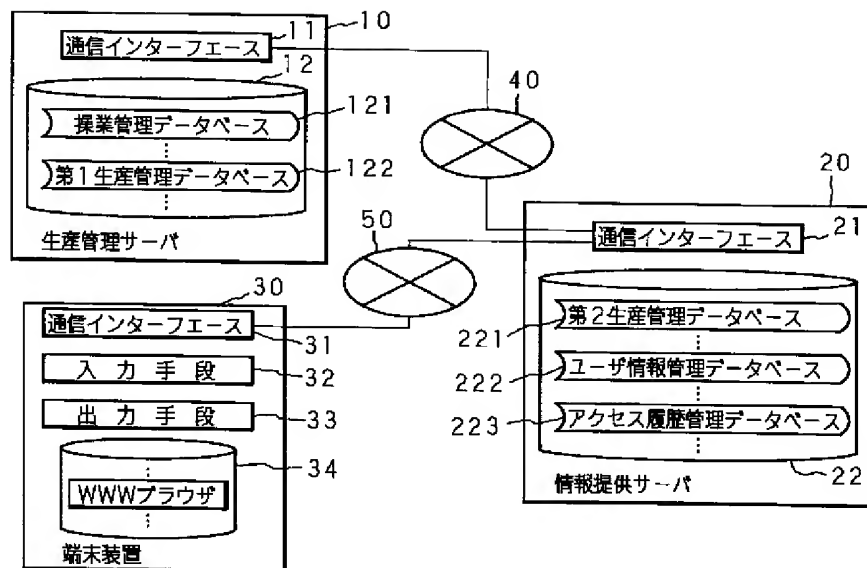 10
11
通信インターフェース
12
操業管理データベース
121
第1生産管理データベース
122
生産管理サーバ
40
50
20
通信インターフェース
21
第2生産管理データベース
221
ユーザ情報管理データベース
222
アクセス履歴管理データベース
223
22
情報提供サーバ
30
通信インターフェース
31
入力手段
32
出力手段
33
34
WWWブラウザ
端末装置